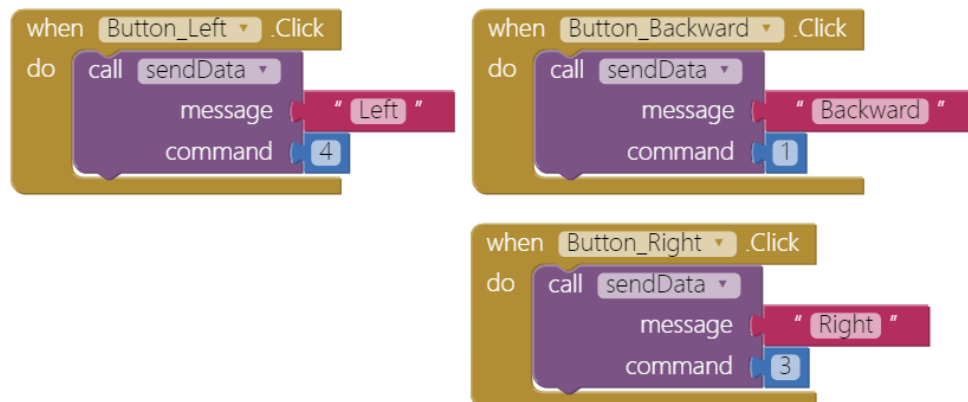 when Button_Left .Click
do call sendData
message " Left "
command 4
when Button_Backward .Click
do call sendData
message " Backward "
command 1
when Button_Right .Click
do call sendData
message " Right "
command 3